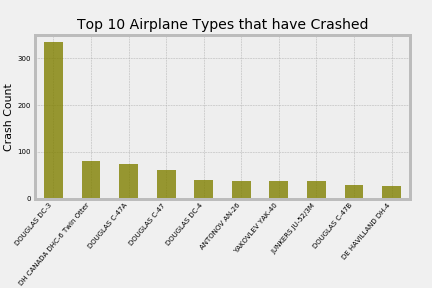 Top 10 Airplane Types that have Crashed
Crash Count
300
200
100
0
DOUGLAS DC-3
DH CANADA DHC-6 Twin Otter
DOUGLAS C-47A
DOUGLAS C-47
DOUGLAS DC-4
ANTONOV AN-26
YAKOVLEV YAK-40
JUNKERS JU-52/3M
DOUGLAS C-47B
DE HAVILLAND DH-4